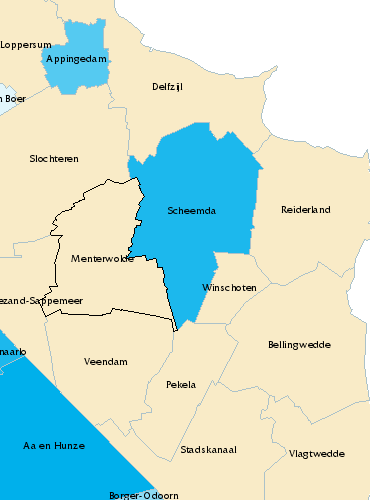 Loppersum
Appingedam
Delfzijl
n Boer
Slochteren
Scheemda
Reiderland
Menterwolde
Winschoten
ezand-Sappemeer
Bellingwedde
naarlo
Veendam
Pekela
Aa en Hunze
Stadskanaal
Vlagtwedde
Borger-Odoorn